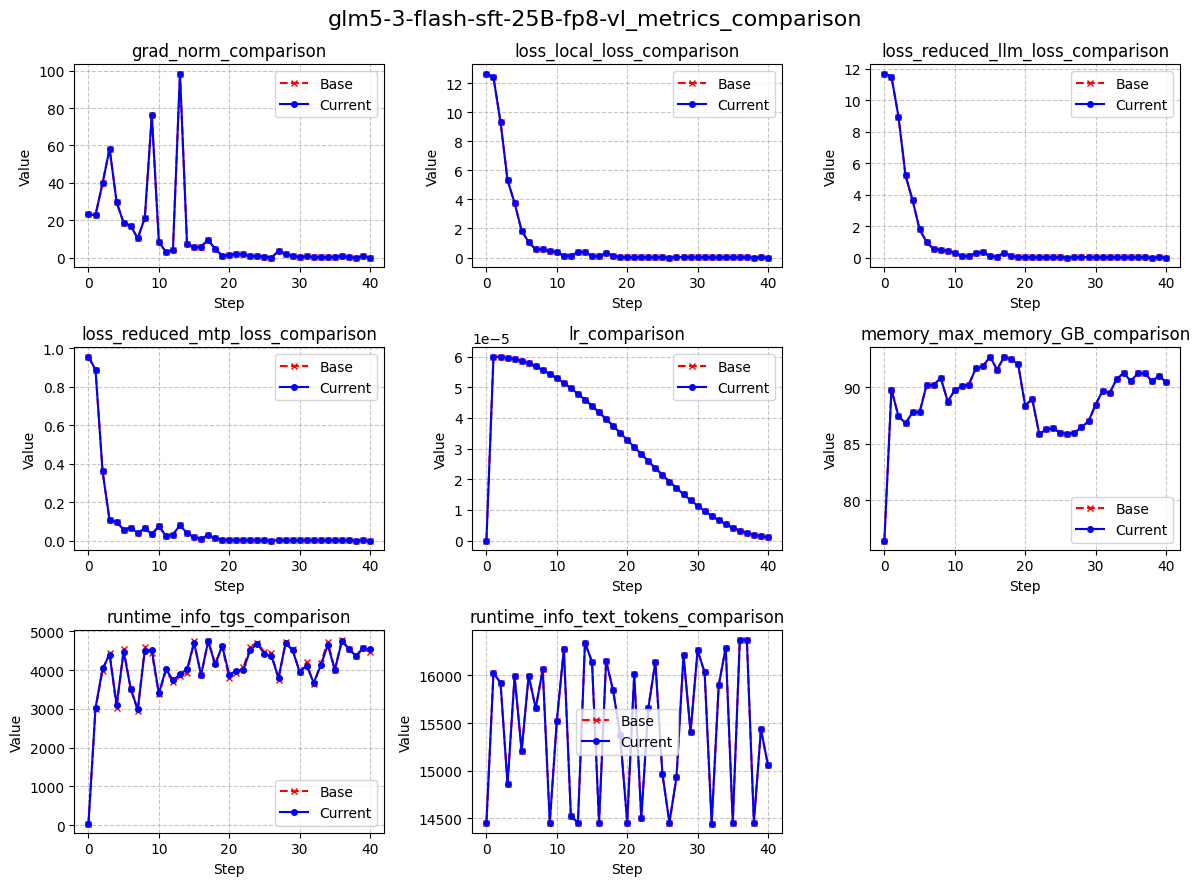 glm5-3-flash-sft-25B-fp8-vl_metrics_comparison
grad_norm_comparison
100
80
60
40
20
0
Value
0 10 20 30 40
Step
Base
Current
loss_local_loss_comparison
12
10
8
6
4
2
0
Value
0 10 20 30 40
Step
Base
Current
loss_reduced_llm_loss_comparison
12
10
8
6
4
2
0
Value
0 10 20 30 40
Step
Base
Current
loss_reduced_mtp_loss_comparison
1.0
0.8
0.6
0.4
0.2
0.0
Value
0 10 20 30 40
Step
Base
Current
lr_comparison
1e−5
6
5
4
3
2
1
0
Value
0 10 20 30 40
Step
Base
Current
memory_max_memory_GB_comparison
90
85
80
Value
0 10 20 30 40
Step
Base
Current
runtime_info_tgs_comparison
5000
4000
3000
2000
1000
0
Value
0 10 20 30 40
Step
Base
Current
runtime_info_text_tokens_comparison
16000
15500
15000
14500
Value
0 10 20 30 40
Step
Base
Current